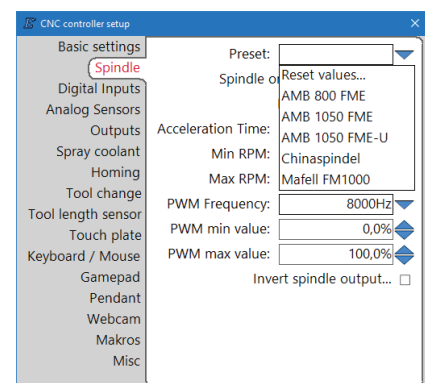 CNC controller setup
Basic settings
Spindle
Digital Inputs
Analog Sensors
Outputs
Spray coolant
Homing
Tool change
Tool length sensor
Touch plate
Keyboard / Mouse
Gamepad
Pendant
Webcam
Makros
Misc
Preset:
Spindle
Reset values...
AMB 800 FME
AMB 1050 FME
AMB 1050 FME-U
Chinaspindel
Mafell FM1000
Acceleration Time:
Min RPM:
Max RPM:
PWM Frequency: 8000Hz
PWM min value: 0,0%
PWM max value: 100,0%
Invert spindle output...